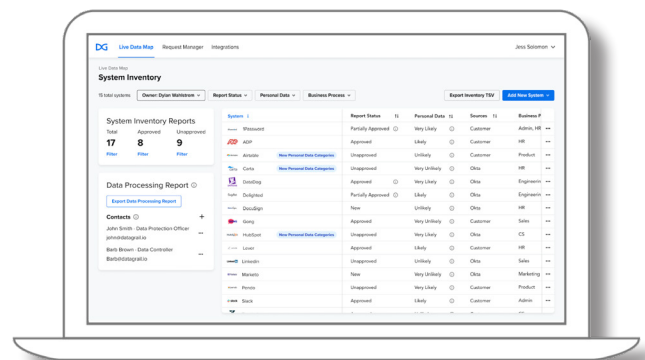 DG Live Data Map Request Manager Integrations Jess Solomon
Live Data Map
System Inventory
15 total systems Owner: Dylan Wahlstrom Report Status Personal Data Business Process Export Inventory TSV Add New System
System Inventory Reports
Total Approved Unapproved
17 8 9
Filter Filter Filter
Data Processing Report
Export Data Processing Report
Contacts +
John Smith - Data Protection Officer
john@datagrail.io
Barb Brown - Data Controller
Barb@datagrail.io
System Report Status Personal Data Sources Business P
1Password Partially Approved Very Likely Customer Admin, HR
ADP Approved Likely Customer HR
Airtable New Personal Data Categories Unapproved Unlikely Customer Product
Carta New Personal Data Categories Unapproved Very Unlikely Okta HR
DataDog Approved Very Likely Okta Engineerin
Delighted Partially Approved Likely Okta Engineerin
DocuSign New Unlikely Okta HR
Gong Approved Very Likely Customer Sales
HubSpot New Personal Data Categories Unapproved Very Likely Okta CS
Lever Approved Likely Customer HR
LinkedIn Unapproved Unlikely Okta Sales
Marketo New Very Unlikely Okta Marketing
Pendo Unapproved Very Likely Customer Product
Slack Approved Likely Customer Admin